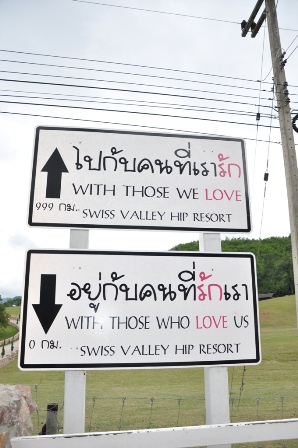 ไปกับคนที่เรารัก
WITH THOSE WE LOVE
999 กม.
SWISS VALLEY HIP RESORT
อยู่กับคนที่รักเรา
WITH THOSE WHO LOVE US
0 กม.
SWISS VALLEY HIP RESORT